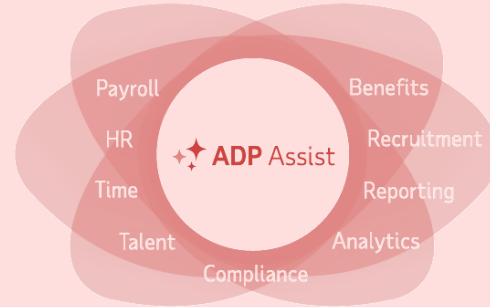 Payroll
HR
Time
Talent
Compliance
ADP Assist
Benefits
Recruitment
Reporting
Analytics